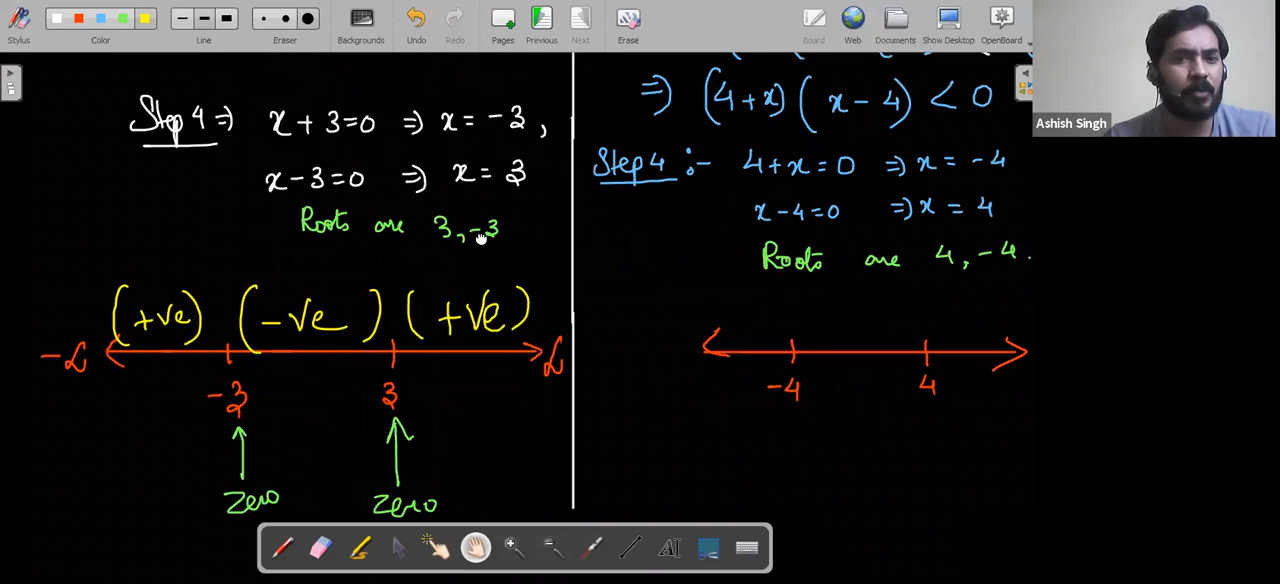 Stylus Color Line Eraser Backgrounds Undo Redo Pages Previous Next Erase Board Web Documents Show Desktop OpenBoard
Ashish Singh
Step 4 ⇒ x + 3 = 0 ⇒ x = -3,
x - 3 = 0 ⇒ x = 3
Roots are 3, -3
(+ve) (-ve) (+ve)
-3 3
Zero Zero
⇒ (4+x)(x-4) < 0
Step 4 :- 4+x = 0 ⇒ x = -4
x-4=0 ⇒ x = 4
Roots are 4, -4.
-4 4
AI